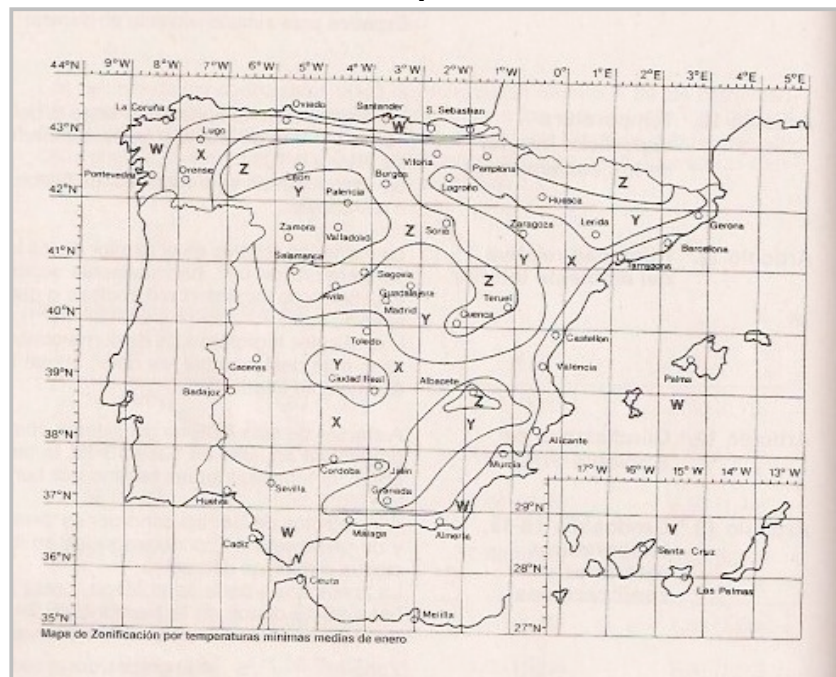 44°N 9°W 8°W 7°W 6°W 5°W 4°W 3°W 2°W 1°W 0° 1°E 2°E 3°E 4°E 5°E
La Coruña Oviedo Santander S. Sebastian
43°N W
Lugo
W X Vitoria Pamplona
Pontevedra Orense Z León Burgos Z
42°N Y Palencia Logroño Huesca
Y Gerona
Zamora Z Soria Zaragoza Lerida
Valladolid Barcelona
41°N Salamanca Y X Tarragona
Segovia
Avila Guadalajara Z
Madrid Teruel
40°N Y Cuenca
Toledo Castellon
Caceres Y X Valencia
39°N Ciudad Real Albacete Palma
Badajoz Z W
X Y
38°N Alicante
Cordoba Jaen Murcia 17°W 16°W 15°W 14°W 13°W
37°N Sevilla Granada
Huelva W 29°N
W V
Cadiz Malaga Almeria Santa Cruz
36°N 28°N
Ceuta Las Palmas
35°N Melilla 27°N
Mapa de Zonificación por temperaturas mínimas medias de enero